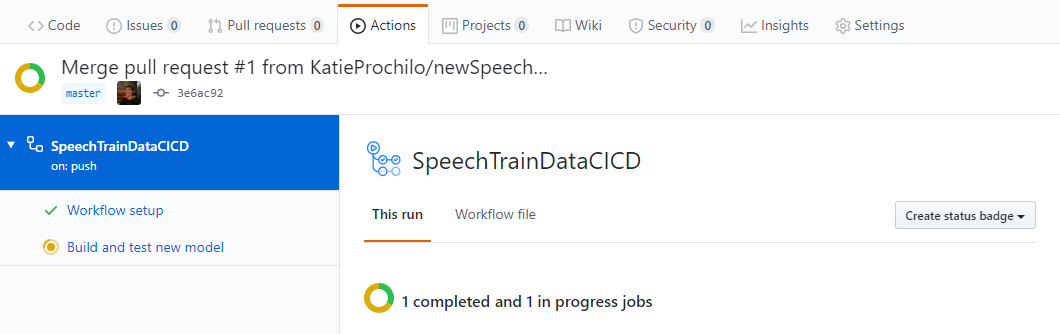 Code Issues 0 Pull requests 0 Actions Projects 0 Wiki Security 0 Insights Settings
Merge pull request #1 from KatieProchilo/newSpeech...
master 3e6ac92
SpeechTrainDataCICD
on: push
Workflow setup
Build and test new model
SpeechTrainDataCICD
This run Workflow file Create status badge
1 completed and 1 in progress jobs